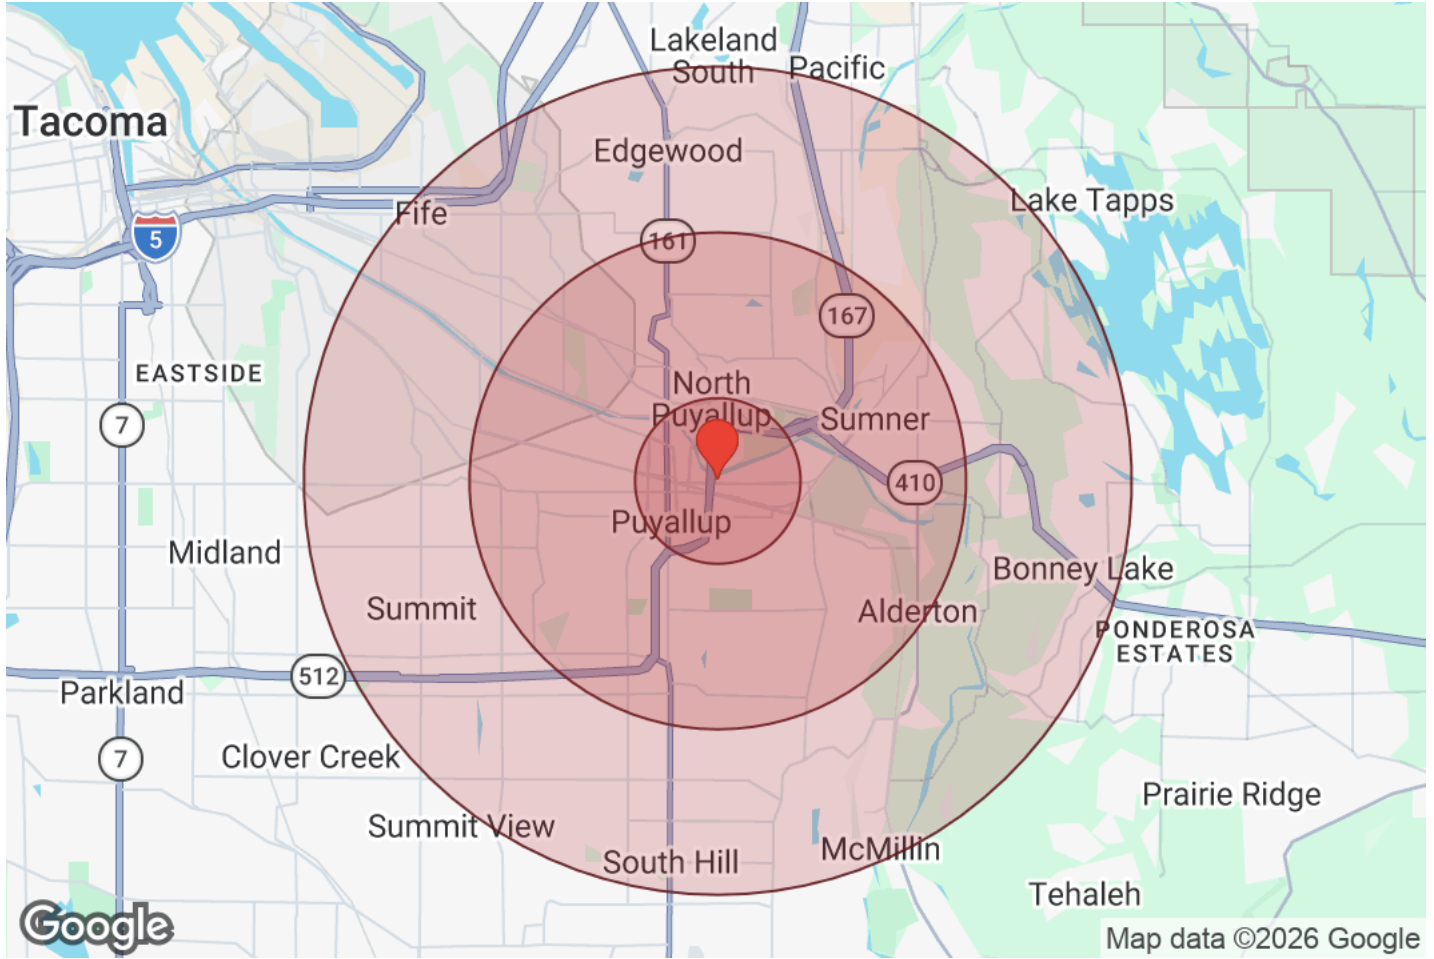 Lakeland
South
Pacific
Tacoma
Edgewood
Lake Tapps
Fife
5
161
167
EASTSIDE
North
Puyallup
7
Sumner
410
Puyallup
Midland
Bonney Lake
Summit
Alderton
PONDEROSA
ESTATES
512
Parkland
7
Clover Creek
Prairie Ridge
Summit View
McMillin
South Hill
Tehaleh
Google
Map data ©2026 Google